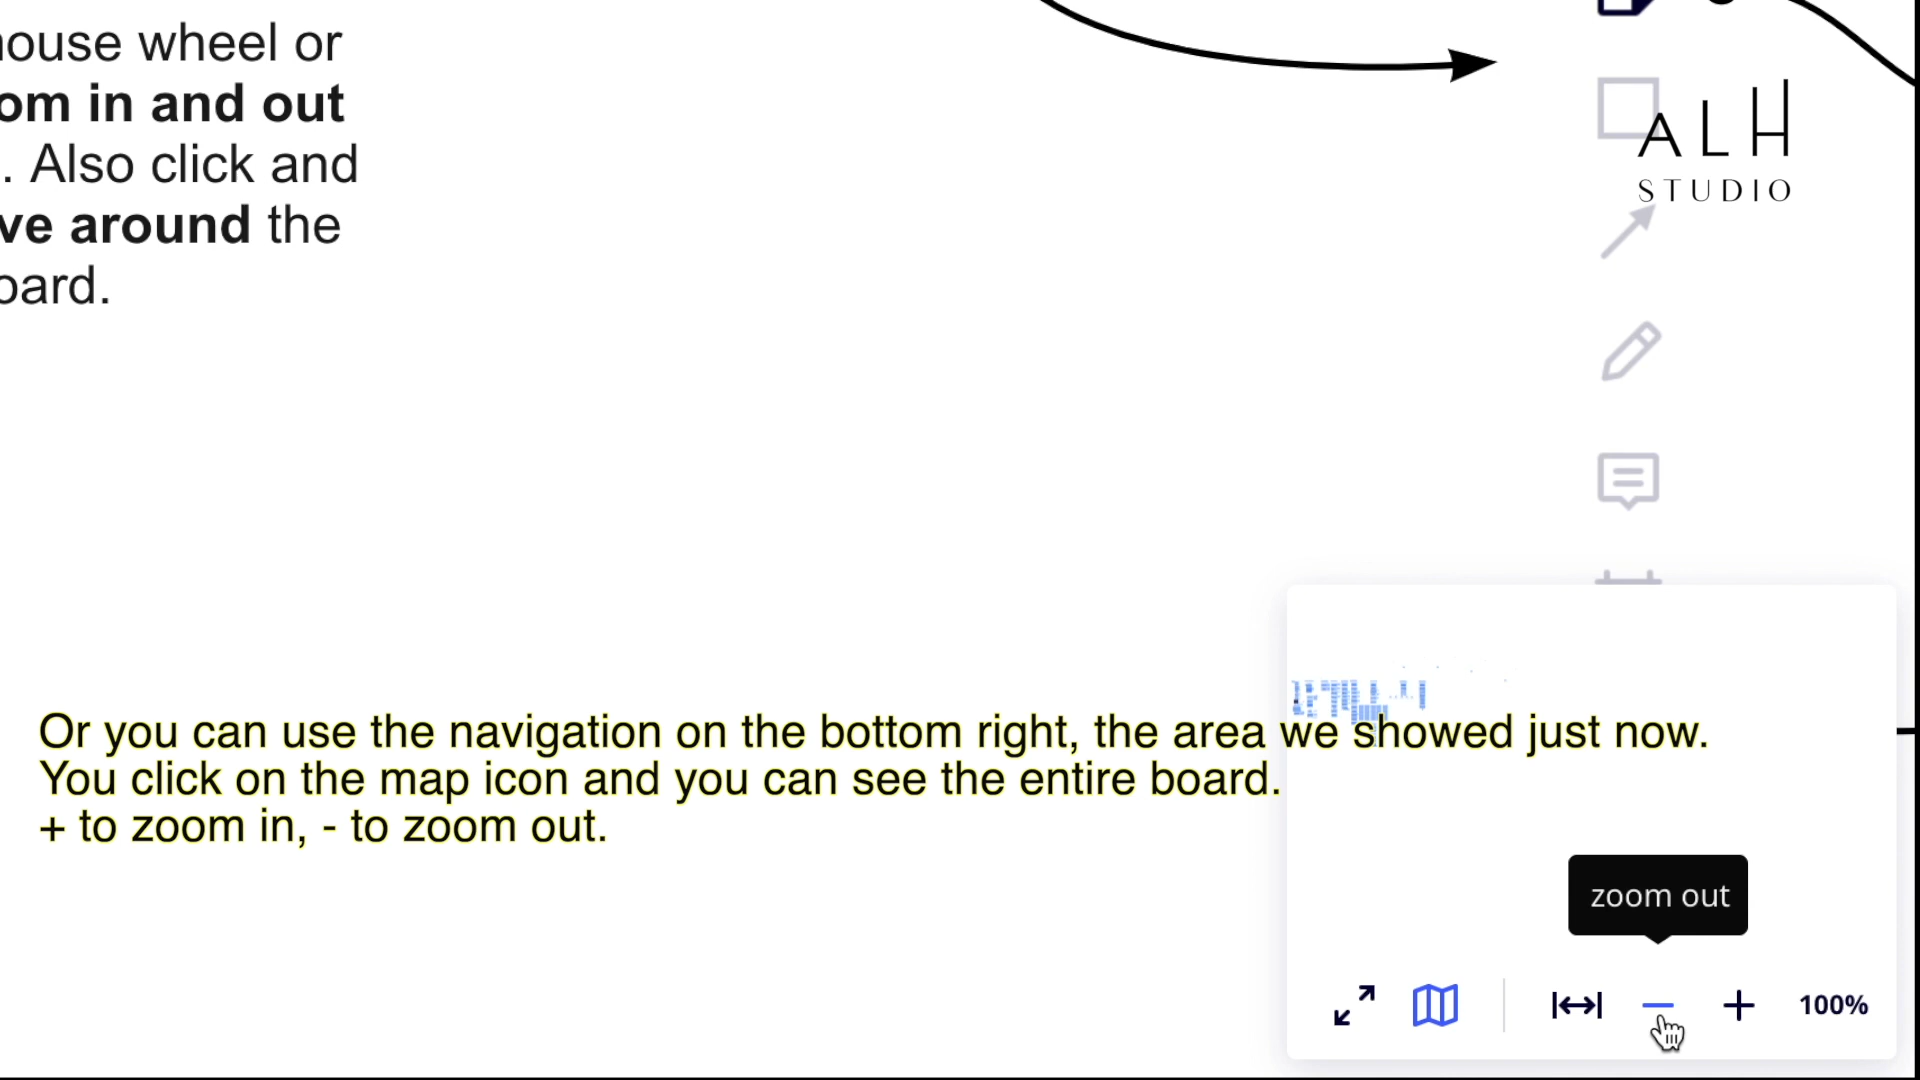 ouse wheel or
om in and out
. Also click and
ve around the
oard.
ALH
STUDIO
Or you can use the navigation on the bottom right, the area we showed just now.
You click on the map icon and you can see the entire board.
+ to zoom in, - to zoom out.
zoom out
100%